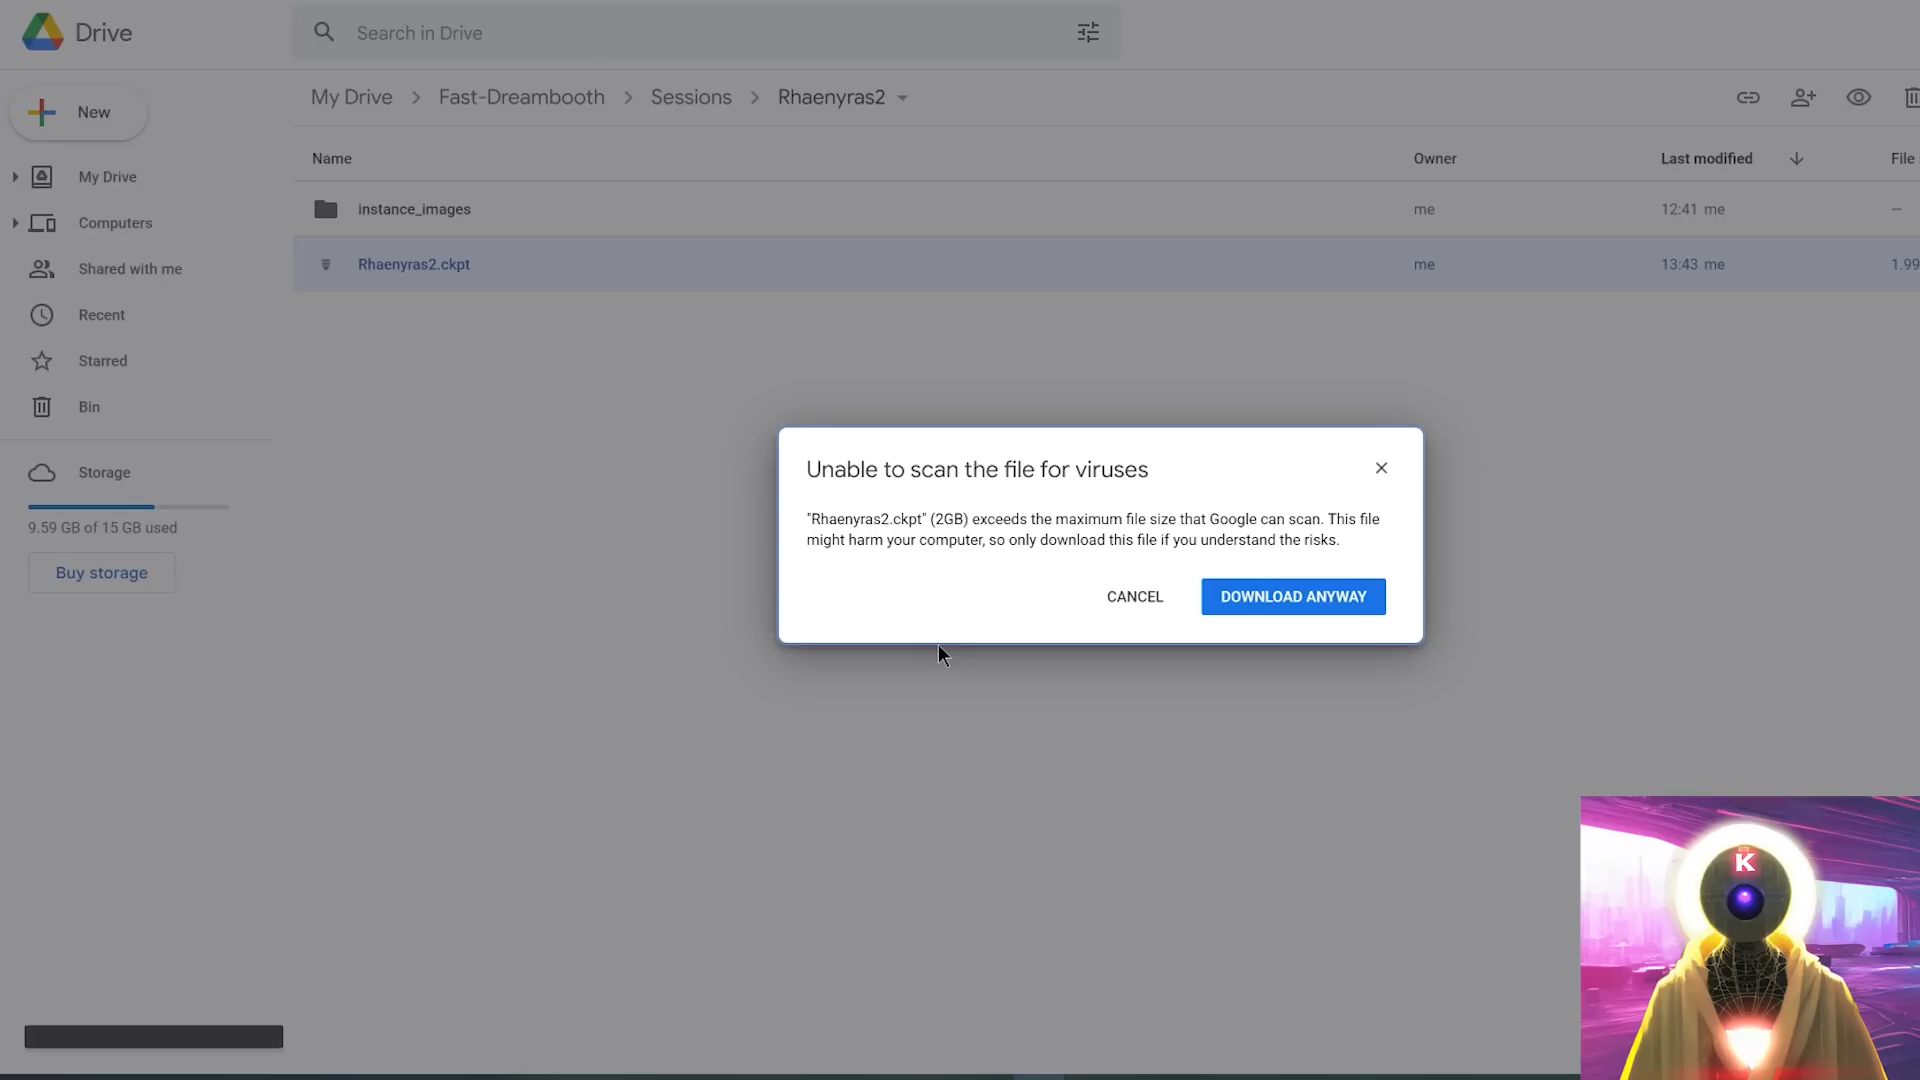 Drive
Search in Drive
New
My Drive > Fast-Dreambooth > Sessions > Rhaenyras2
Name Owner Last modified File
My Drive
Computers
Shared with me
Recent
Starred
Bin
Storage
9.59 GB of 15 GB used
Buy storage
instance_images me 12:41 me –
Rhaenyras2.ckpt me 13:43 me 1.99
Unable to scan the file for viruses
"Rhaenyras2.ckpt" (2GB) exceeds the maximum file size that Google can scan. This file
might harm your computer, so only download this file if you understand the risks.
CANCEL DOWNLOAD ANYWAY
K